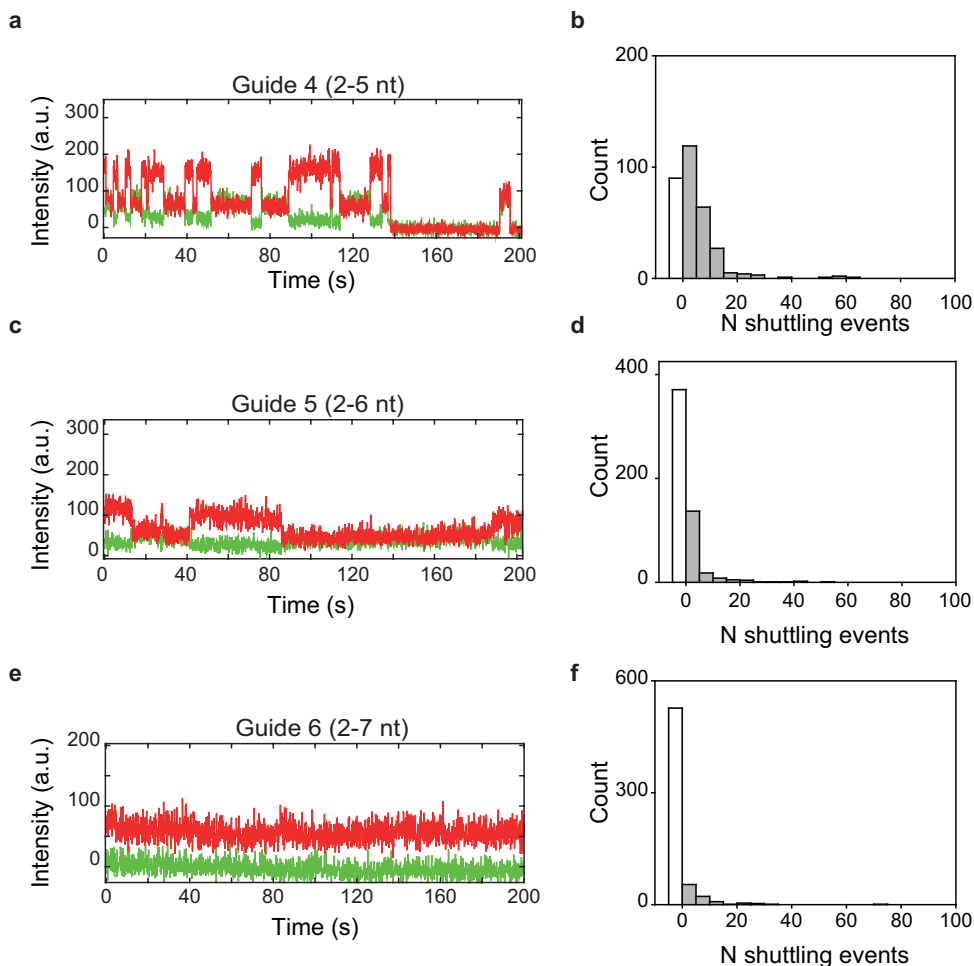 a
Guide 4 (2-5 nt)
Intensity (a.u.)
300
200
100
0
0 40 80 120 160 200
Time (s)
b
Count
200
100
0
0 20 40 60 80 100
N shuttling events
c
Guide 5 (2-6 nt)
Intensity (a.u.)
300
200
100
0
0 40 80 120 160 200
Time (s)
d
Count
400
200
0
0 20 40 60 80 100
N shuttling events
e
Guide 6 (2-7 nt)
Intensity (a.u.)
200
100
0
0 40 80 120 160 200
Time (s)
f
Count
600
300
0
0 20 40 60 80 100
N shuttling events